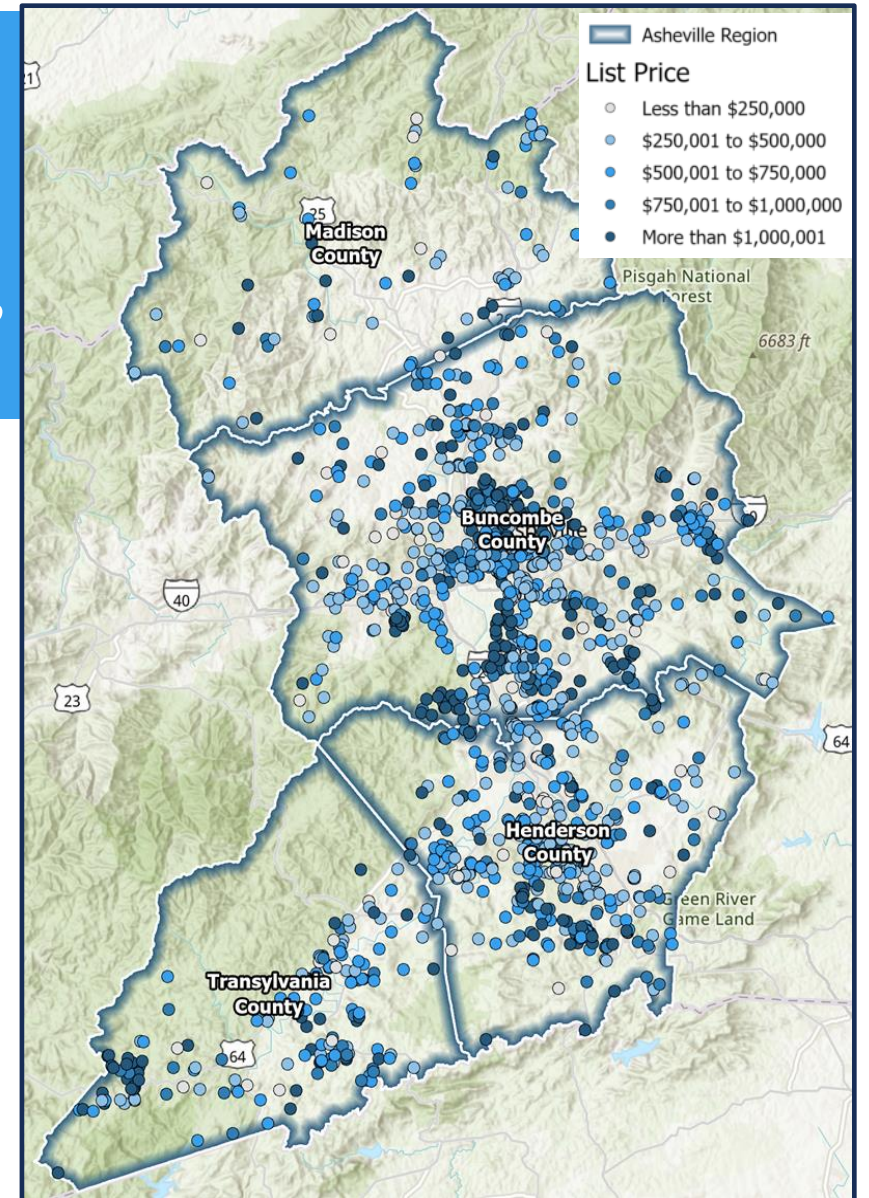 Asheville Region
List Price
Less than $250,000
$250,001 to $500,000
$500,001 to $750,000
$750,001 to $1,000,000
More than $1,000,001
25
Madison
County
Pisgah National
Forest
6683 ft
Buncombe
County
40
23
64
Henderson
County
Green River
Game Land
Transylvania
County
64